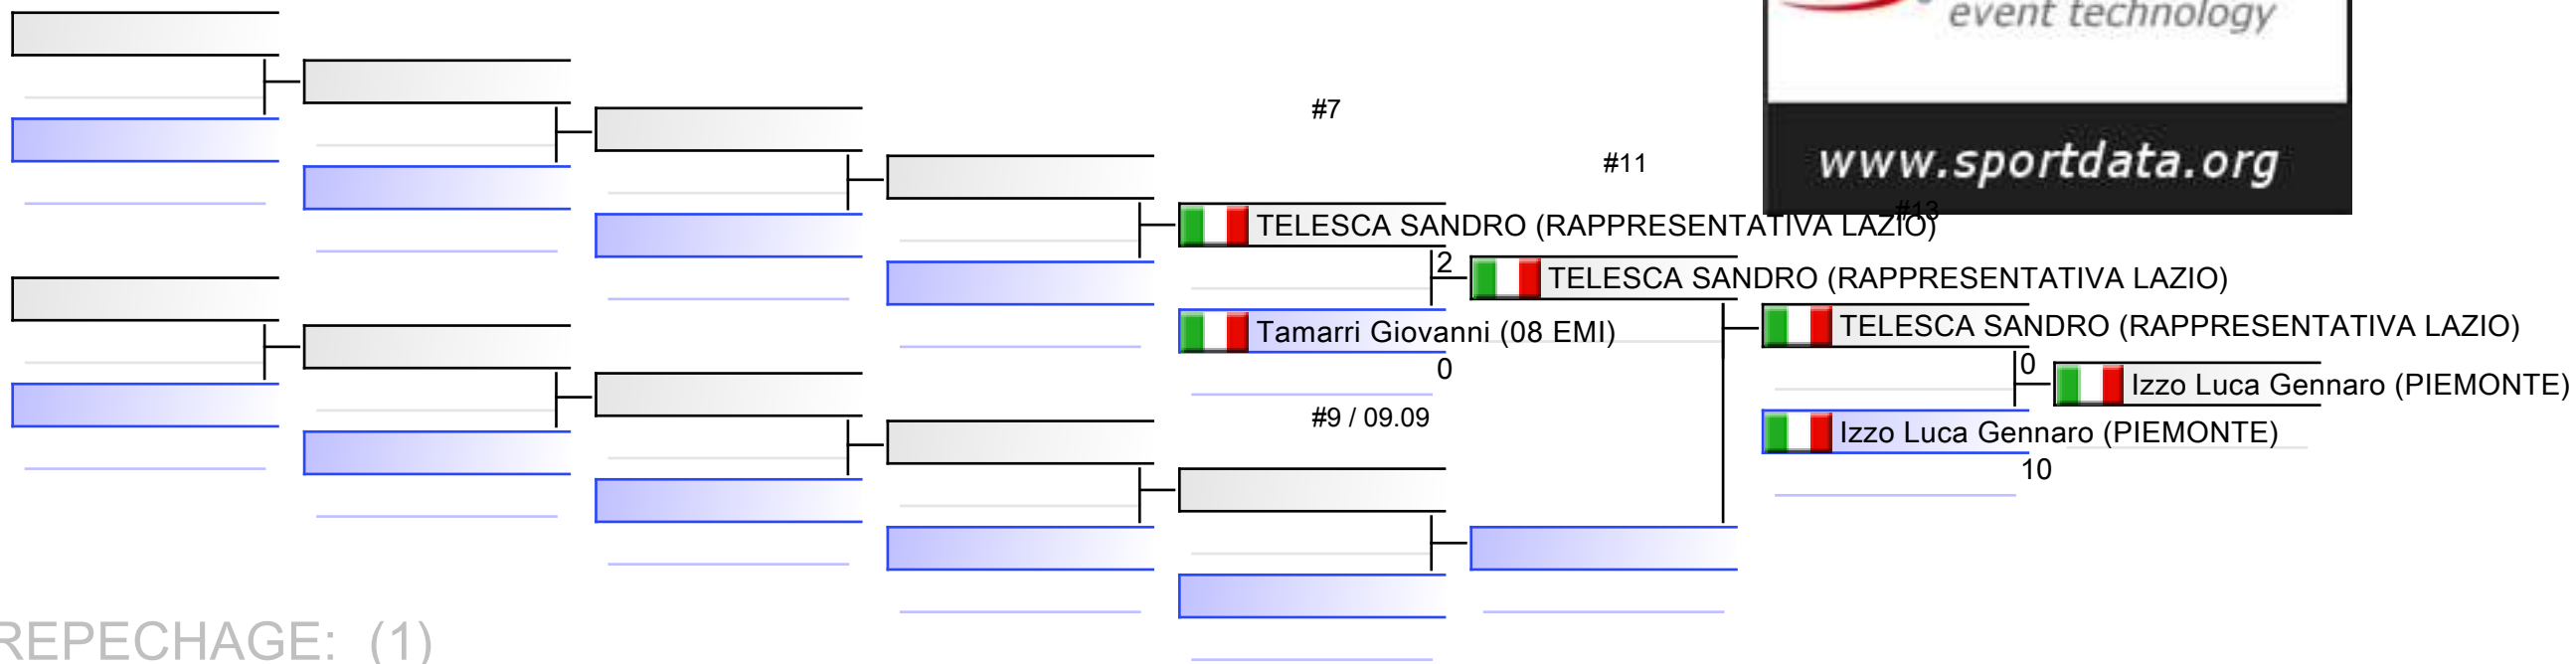 event technology
www.sportdata.org
#7
#11
#13
TELESCA SANDRO (RAPPRESENTATIVA LAZIO)
2
TELESCA SANDRO (RAPPRESENTATIVA LAZIO)
Tamarri Giovanni (08 EMI)
0
TELESCA SANDRO (RAPPRESENTATIVA LAZIO)
0
Izzo Luca Gennaro (PIEMONTE)
#9 / 09.09
Izzo Luca Gennaro (PIEMONTE)
10
REPECHAGE: (1)